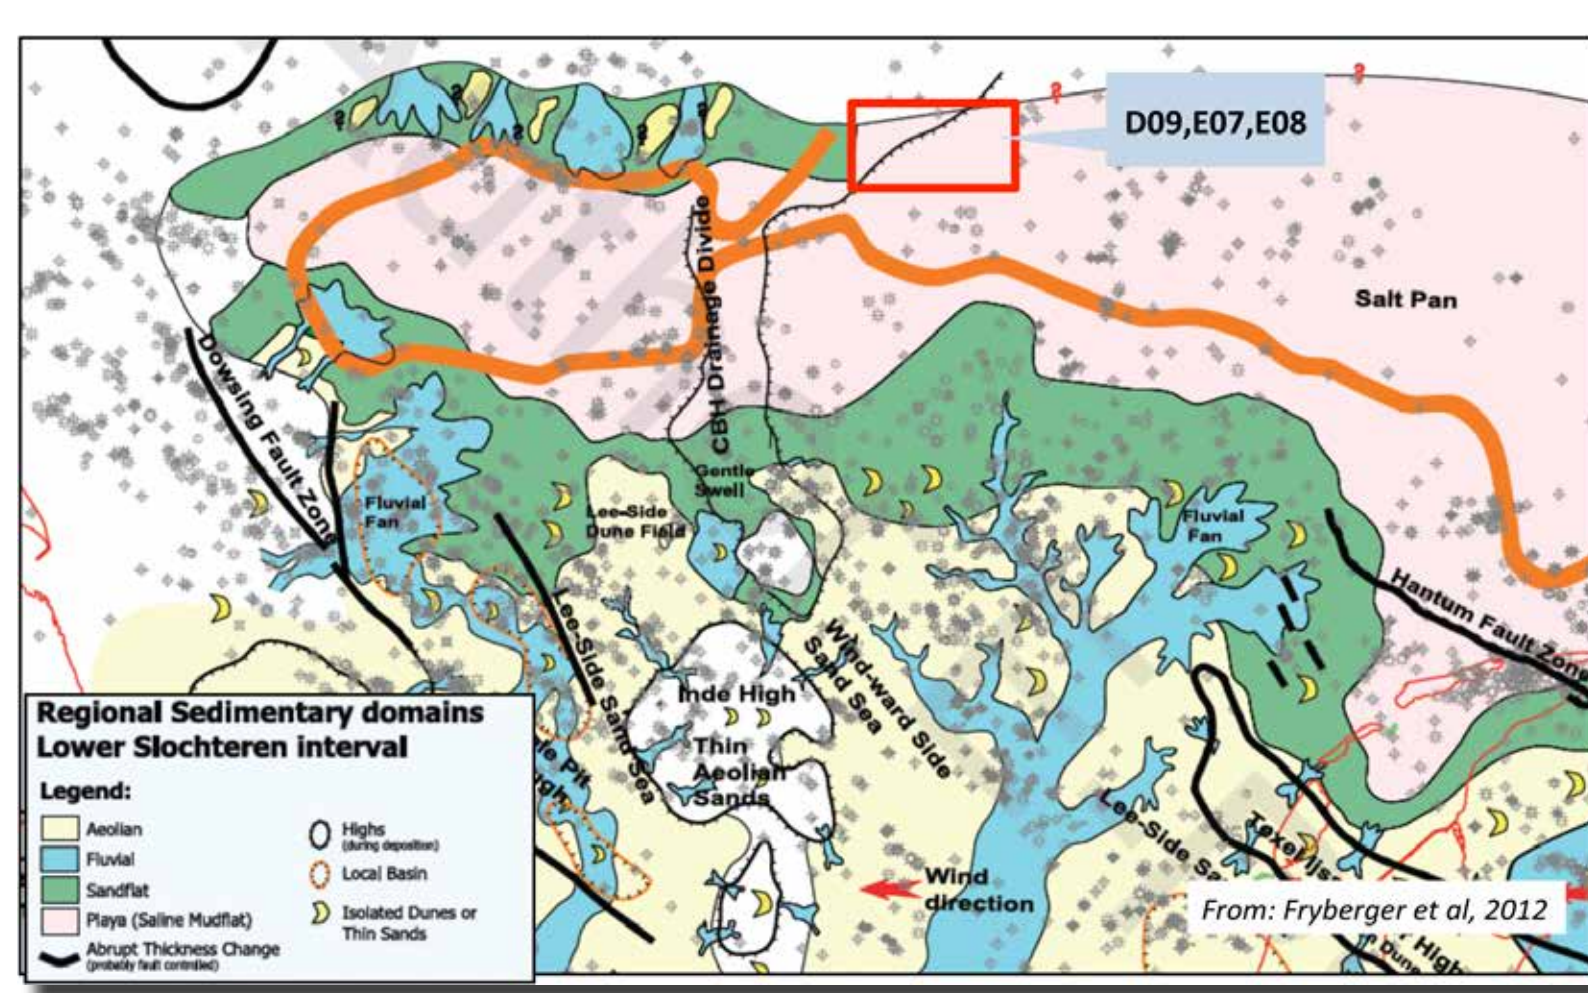 D09,E07,E08
Salt Pan
CBH Drainage Divide
Dowsing Fault Zone
Gentle
Swell
Fluvial
Fan
Lee-Side
Dune Field
Fluvial
Fan
Hantum Fault Zone
Lee-Side Sand Sea
Wind-ward Side
Sand Sea
Inde High
Thin
Aeolian
Sands
Lee-Side
Wind
direction
From: Fryberger et al, 2012
High
Dune
Regional Sedimentary domains
Lower Slochteren interval
Legend:
Aeolian
Fluvial
Sandflat
Playa (Saline Mudflat)
Abrupt Thickness Change
(probably fault controlled)
Highs
(during deposition)
Local Basin
Isolated Dunes or
Thin Sands